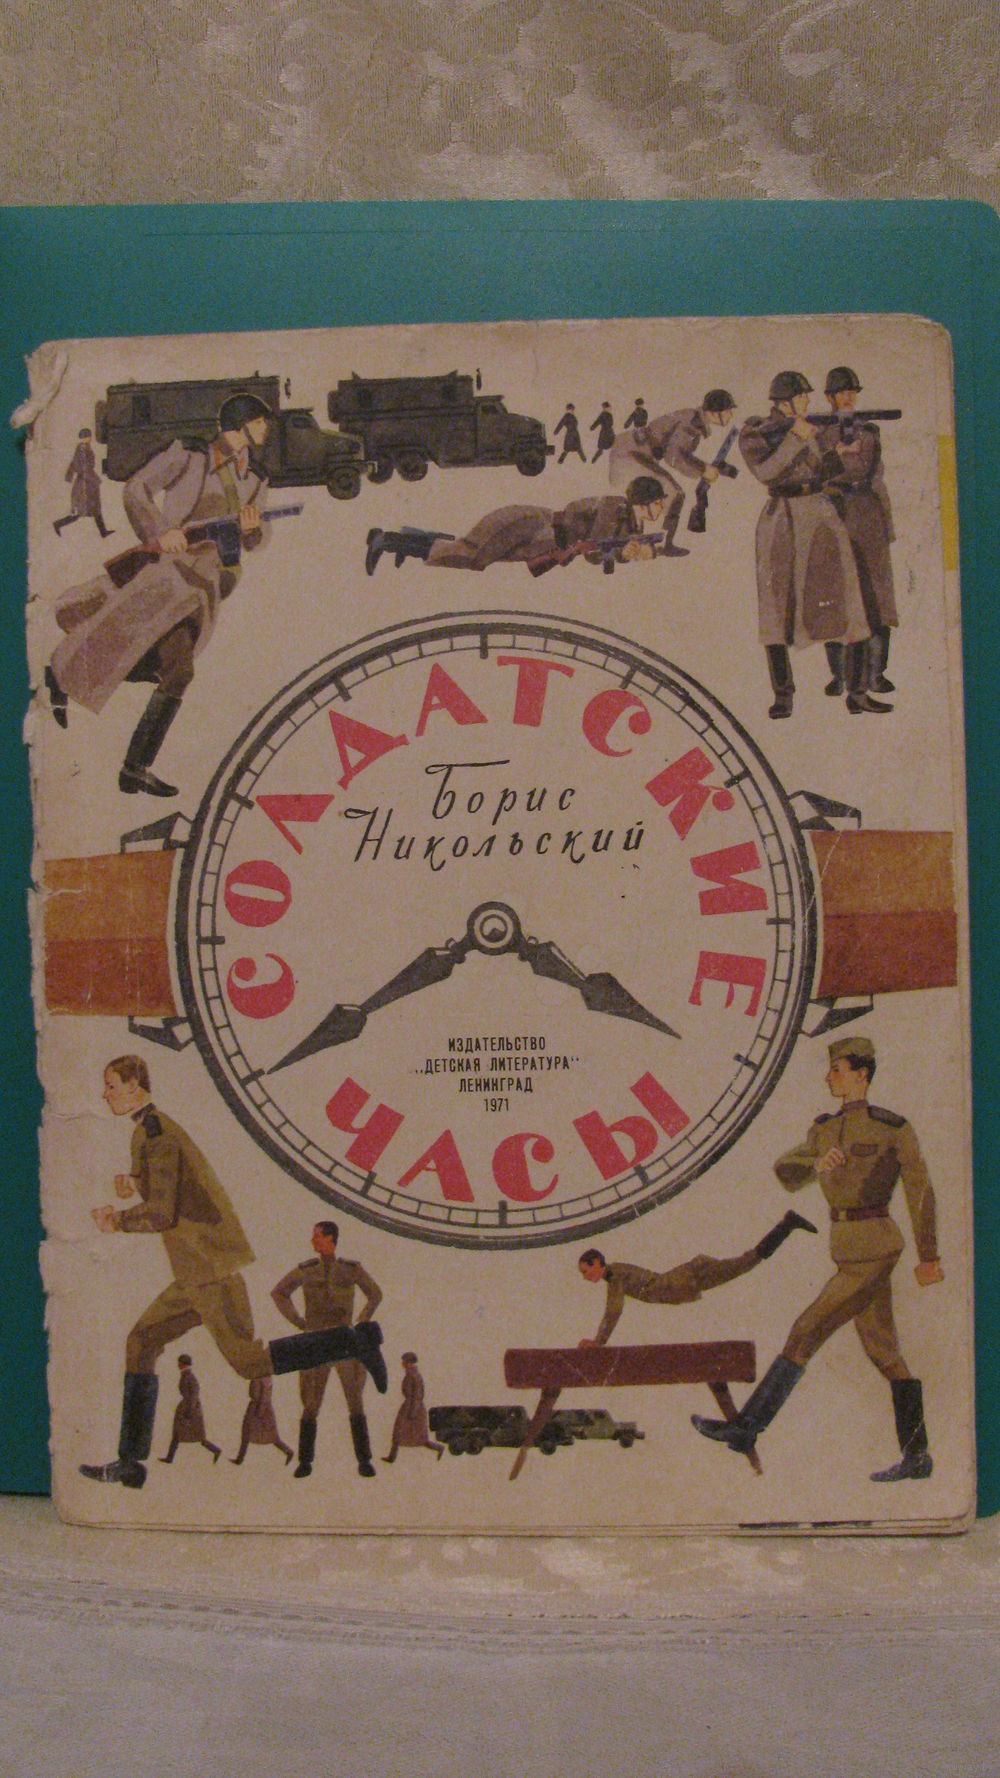 СОЛДАТСКИЕ
Борис
Никольский
ИЗДАТЕЛЬСТВО
„ДЕТСКАЯ ЛИТЕРАТУРА“
ЛЕНИНГРАД
1971
ЧАСЫ